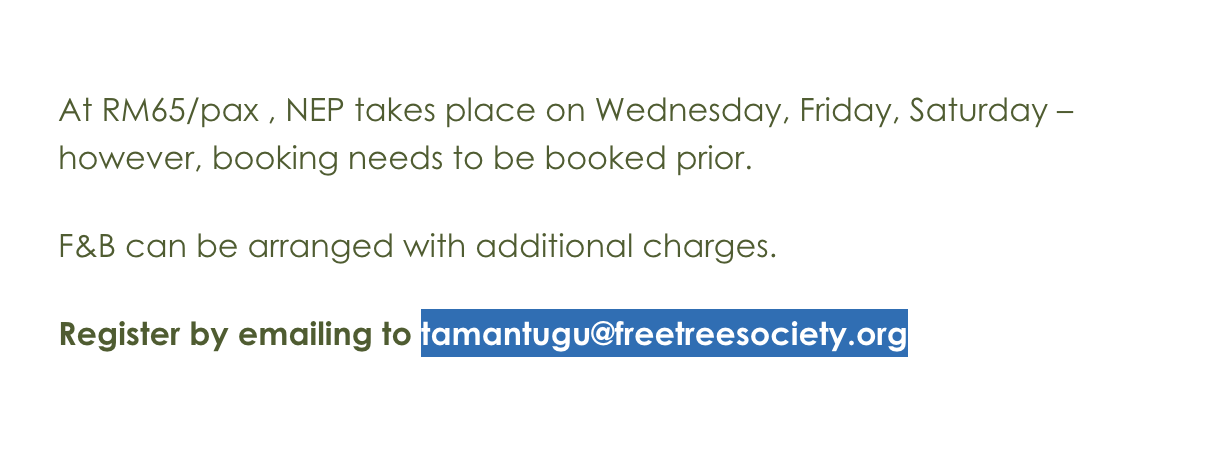 At RM65/pax , NEP takes place on Wednesday, Friday, Saturday –
however, booking needs to be booked prior.
F&B can be arranged with additional charges.
Register by emailing to tamantugu@freetreesociety.org